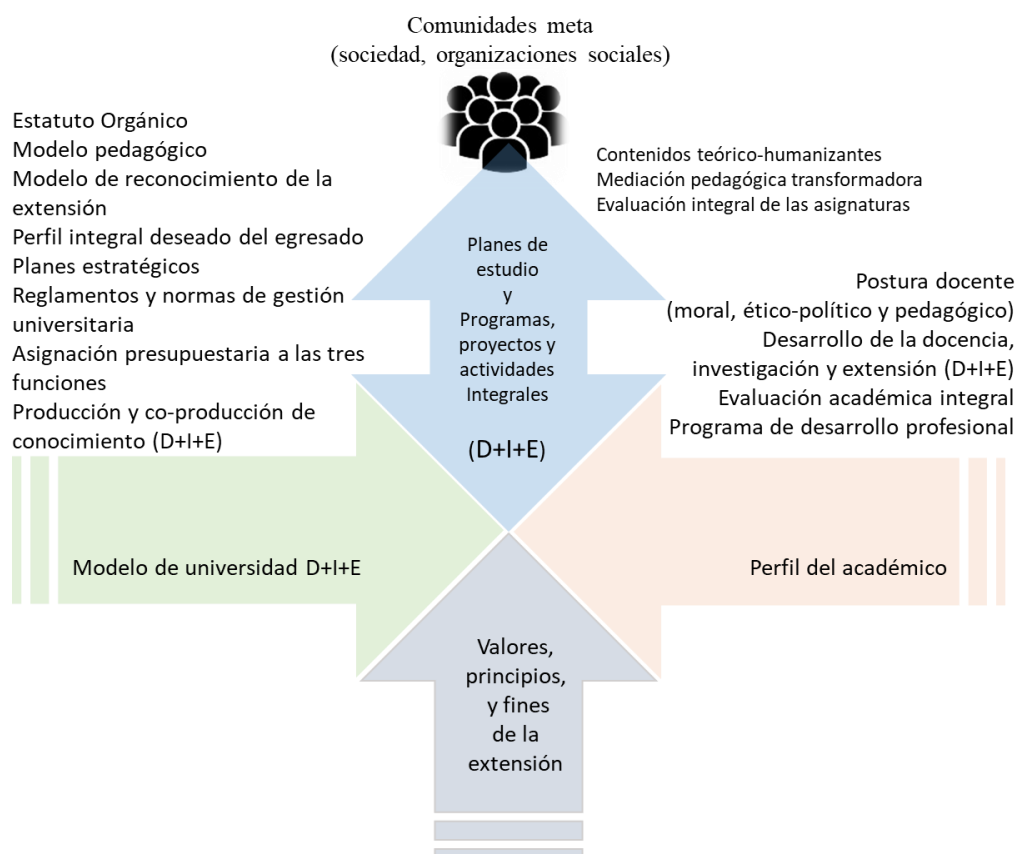 Comunidades meta
(sociedad, organizaciones sociales)
Estatuto Orgánico
Modelo pedagógico
Modelo de reconocimiento de la
extensión
Perfil integral deseado del egresado
Planes estratégicos
Reglamentos y normas de gestión
universitaria
Asignación presupuestaria a las tres
funciones
Producción y co-producción de
conocimiento (D+I+E)
Contenidos teórico-humanizantes
Mediación pedagógica transformadora
Evaluación integral de las asignaturas
Planes de
estudio
y
Programas,
proyectos y
actividades
Integrales
(D+I+E)
Postura docente
(moral, ético-político y pedagógico)
Desarrollo de la docencia,
investigación y extensión (D+I+E)
Evaluación académica integral
Programa de desarrollo profesional
Modelo de universidad D+I+E
Perfil del académico
Valores,
principios,
y fines
de la
extensión